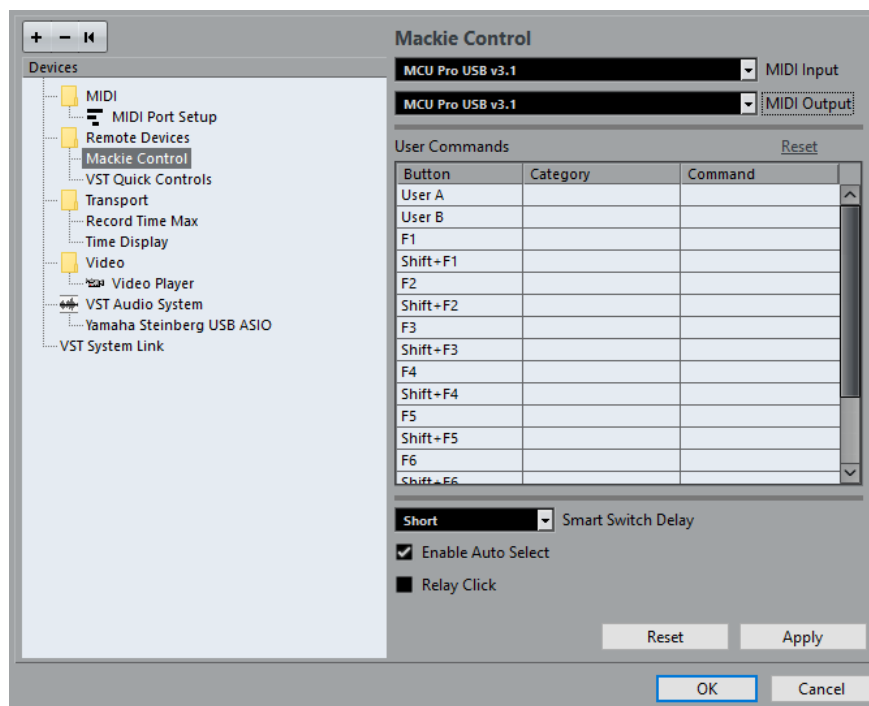 Mackie Control
Devices
MIDI
MIDI Port Setup
Remote Devices
Mackie Control
VST Quick Controls
Transport
Record Time Max
Time Display
Video
Video Player
VST Audio System
Yamaha Steinberg USB ASIO
VST System Link
MCU Pro USB v3.1 MIDI Input
MCU Pro USB v3.1 MIDI Output
User Commands Reset
Button Category Command
User A
User B
F1
Shift+F1
F2
Shift+F2
F3
Shift+F3
F4
Shift+F4
F5
Shift+F5
F6
Shift+F6
Short Smart Switch Delay
Enable Auto Select
Relay Click
Reset Apply
OK Cancel